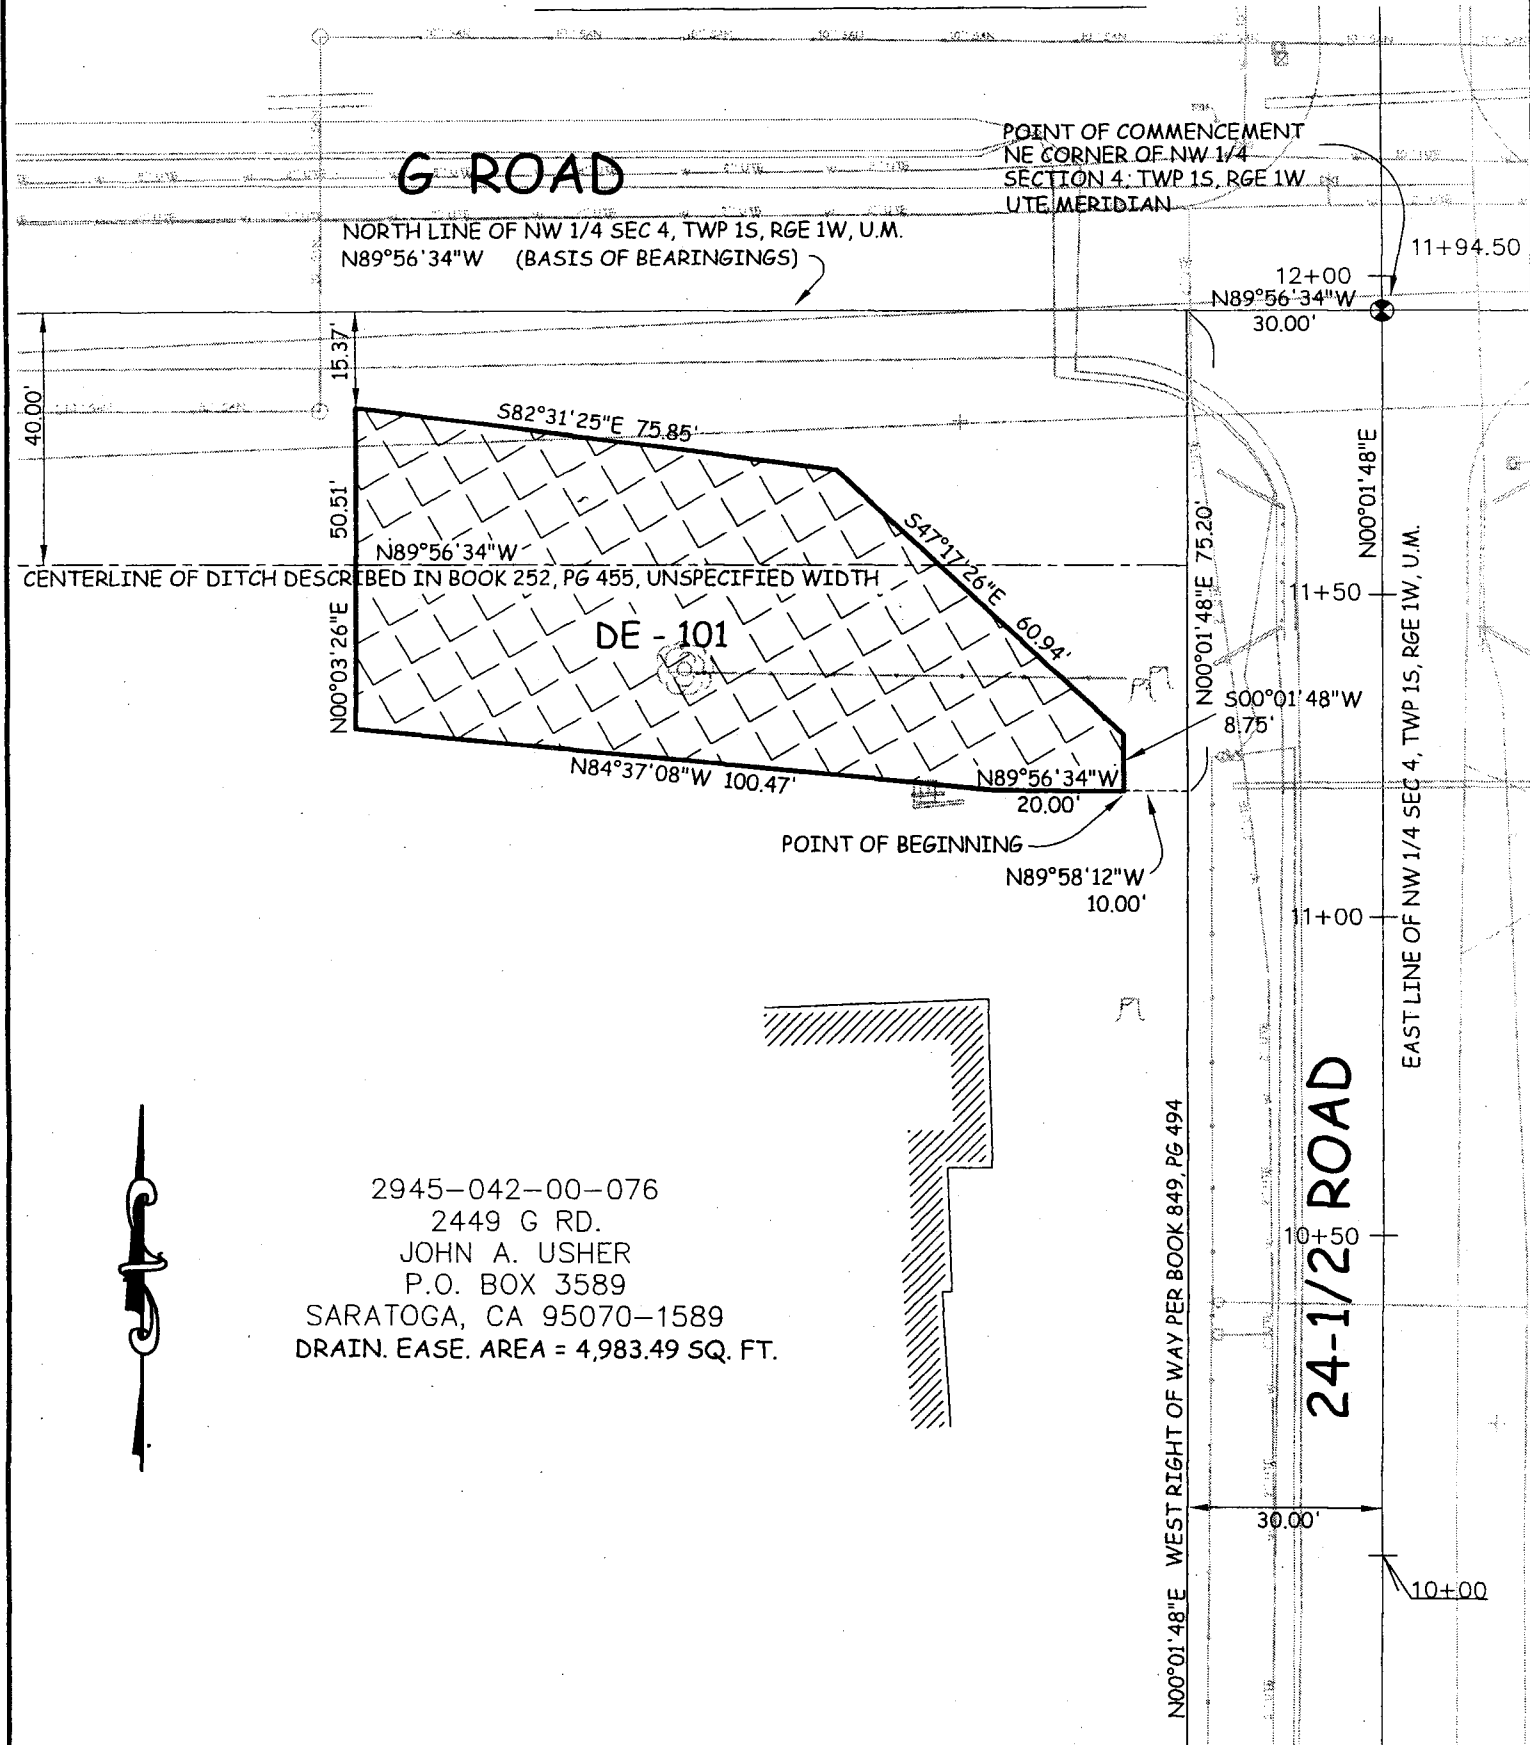 POINT OF COMMENCEMENT
NE CORNER OF NW 1/4
SECTION 4, TWP 1S, RGE 1W
UTE MERIDIAN
G ROAD
NORTH LINE OF NW 1/4 SEC 4, TWP 1S, RGE 1W, U.M.
N89°56'34"W (BASIS OF BEARINGINGS)
11+94.50
12+00
N89°56'34"W
30.00'
15.37'
40.00'
S82°31'25"E 75.85'
N00°01'48"E
50.51'
S47°17'26"E 60.94'
N00°01'48"E 75.20'
N89°56'34"W
CENTERLINE OF DITCH DESCRIBED IN BOOK 252, PG 455, UNSPECIFIED WIDTH
11+50
DE - 101
N00°03'26"E
S00°01'48"W
8.75'
EAST LINE OF NW 1/4 SEC 4, TWP 1S, RGE 1W, U.M.
N84°37'08"W 100.47'
N89°56'34"W
20.00'
POINT OF BEGINNING
N89°58'12"W
10.00'
11+00
24-1/2 ROAD
N00°01'48"E WEST RIGHT OF WAY PER BOOK 849, PG 494
2945-042-00-076
2449 G RD.
JOHN A. USHER
P.O. BOX 3589
SARATOGA, CA 95070-1589
DRAIN. EASE. AREA = 4,983.49 SQ. FT.
10+50
30.00'
10+00